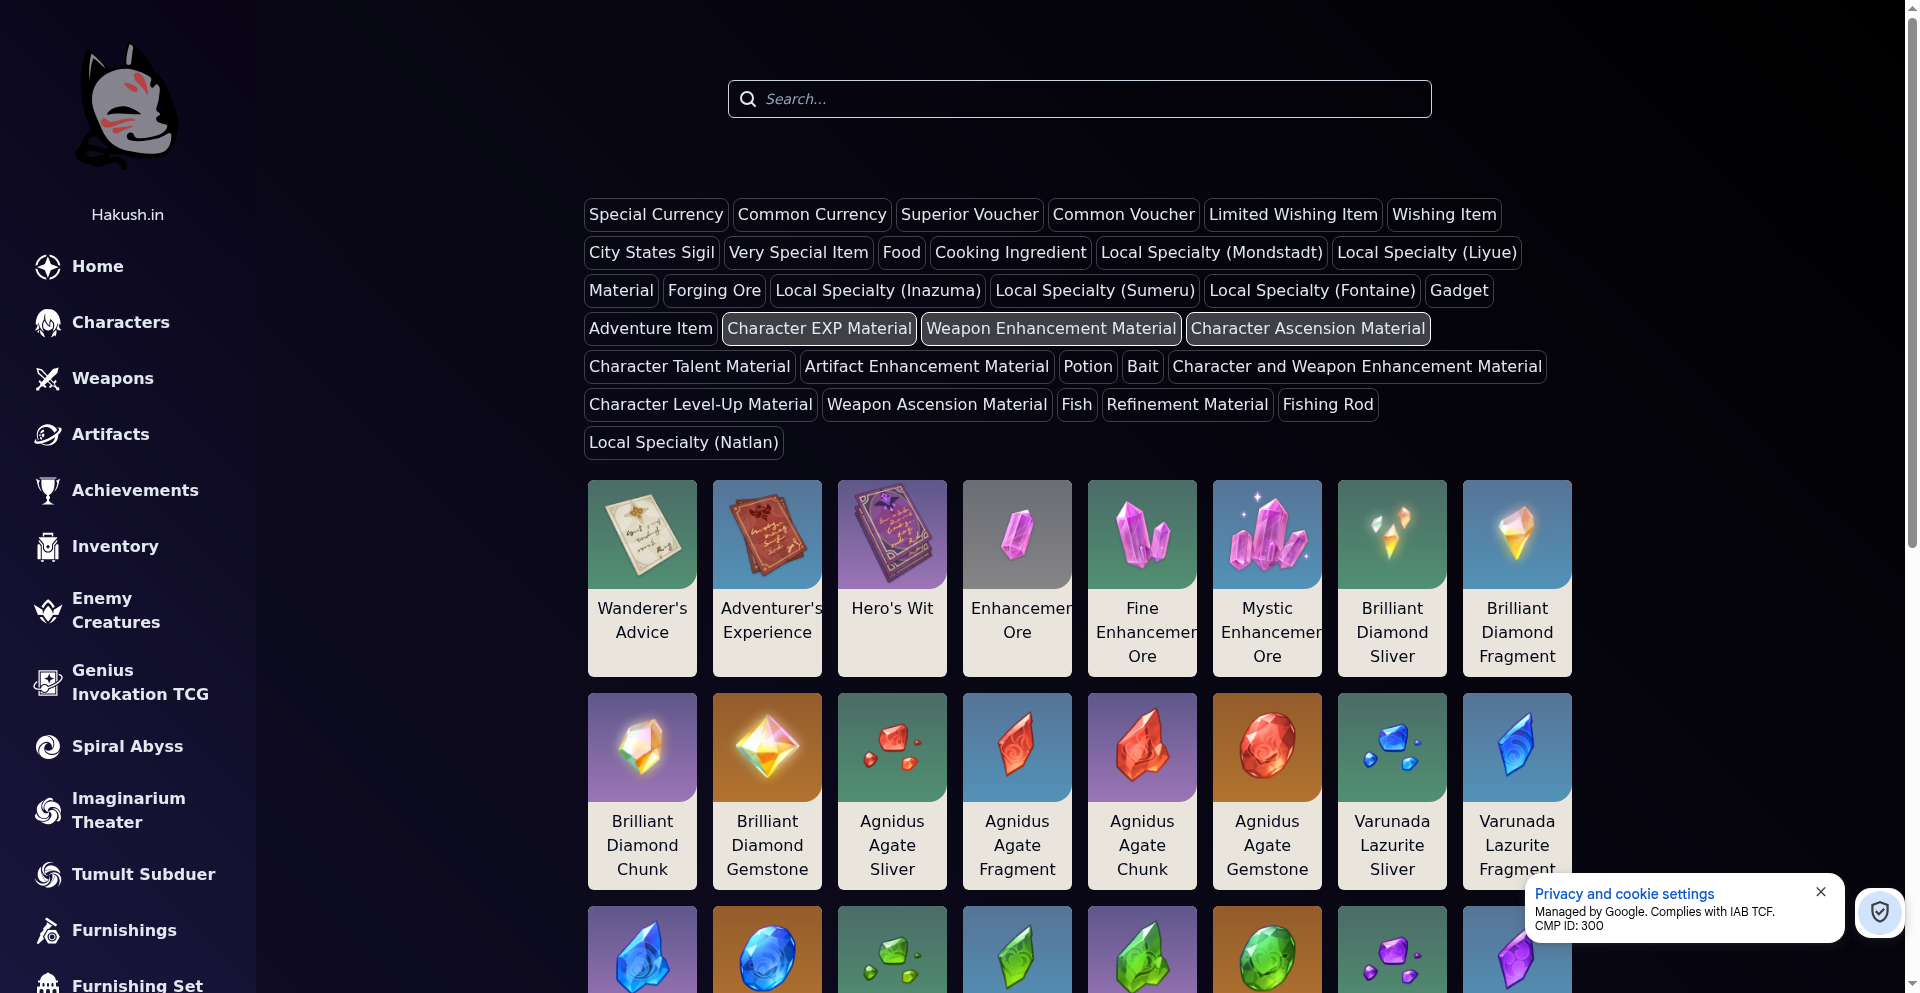 Hakush.in
Home
Characters
Weapons
Artifacts
Achievements
Inventory
Enemy
Creatures
Genius
Invokation TCG
Spiral Abyss
Imaginarium
Theater
Tumult Subduer
Furnishings
Furnishing Set
Search...
Special Currency Common Currency Superior Voucher Common Voucher Limited Wishing Item Wishing Item
City States Sigil Very Special Item Food Cooking Ingredient Local Specialty (Mondstadt) Local Specialty (Liyue)
Material Forging Ore Local Specialty (Inazuma) Local Specialty (Sumeru) Local Specialty (Fontaine) Gadget
Adventure Item Character EXP Material Weapon Enhancement Material Character Ascension Material
Character Talent Material Artifact Enhancement Material Potion Bait Character and Weapon Enhancement Material
Character Level-Up Material Weapon Ascension Material Fish Refinement Material Fishing Rod
Local Specialty (Natlan)
Wanderer's
Advice
Adventurer's
Experience
Hero's Wit
Enhancemer
Ore
Fine
Enhancemer
Ore
Mystic
Enhancemer
Ore
Brilliant
Diamond
Sliver
Brilliant
Diamond
Fragment
Brilliant
Diamond
Chunk
Brilliant
Diamond
Gemstone
Agnidus
Agate
Sliver
Agnidus
Agate
Fragment
Agnidus
Agate
Chunk
Agnidus
Agate
Gemstone
Varunada
Lazurite
Sliver
Varunada
Lazurite
Fragment
Privacy and cookie settings
Managed by Google. Complies with IAB TCF.
CMP ID: 300